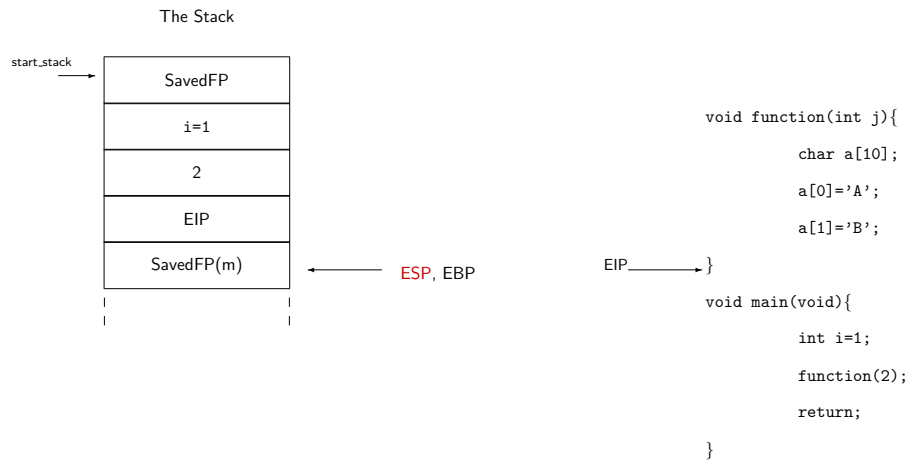 The Stack
start_stack
SavedFP
i=1
2
EIP
SavedFP(m)
ESP, EBP
EIP
void function(int j){
char a[10];
a[0]='A';
a[1]='B';
}
void main(void){
int i=1;
function(2);
return;
}